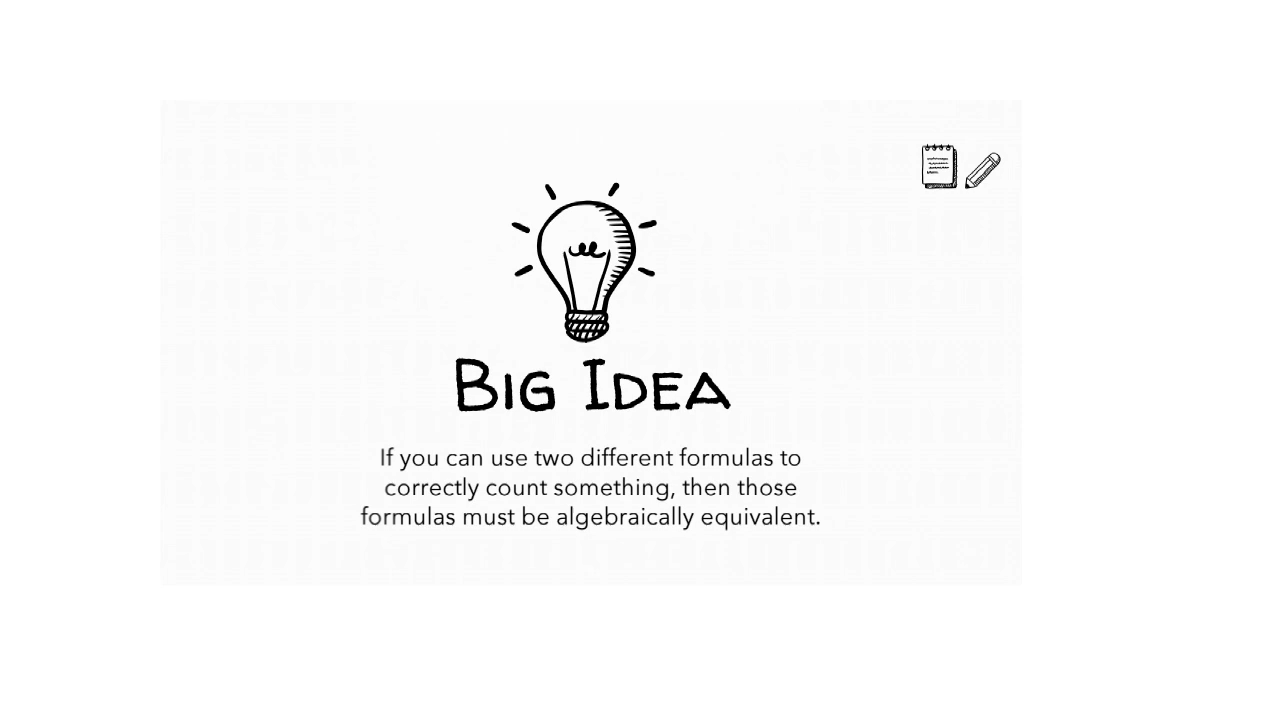 Big Idea
If you can use two different formulas to
correctly count something, then those
formulas must be algebraically equivalent.